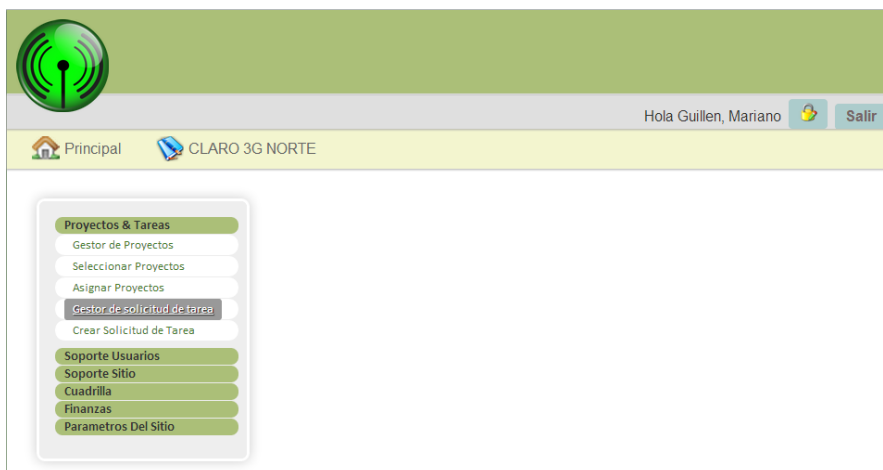 Hola Guillen, Mariano Salir
Principal CLARO 3G NORTE
Proyectos & Tareas
Gestor de Proyectos
Seleccionar Proyectos
Asignar Proyectos
Gestor de solicitud de tarea
Crear Solicitud de Tarea
Soporte Usuarios
Soporte Sitio
Cuadrilla
Finanzas
Parametros Del Sitio